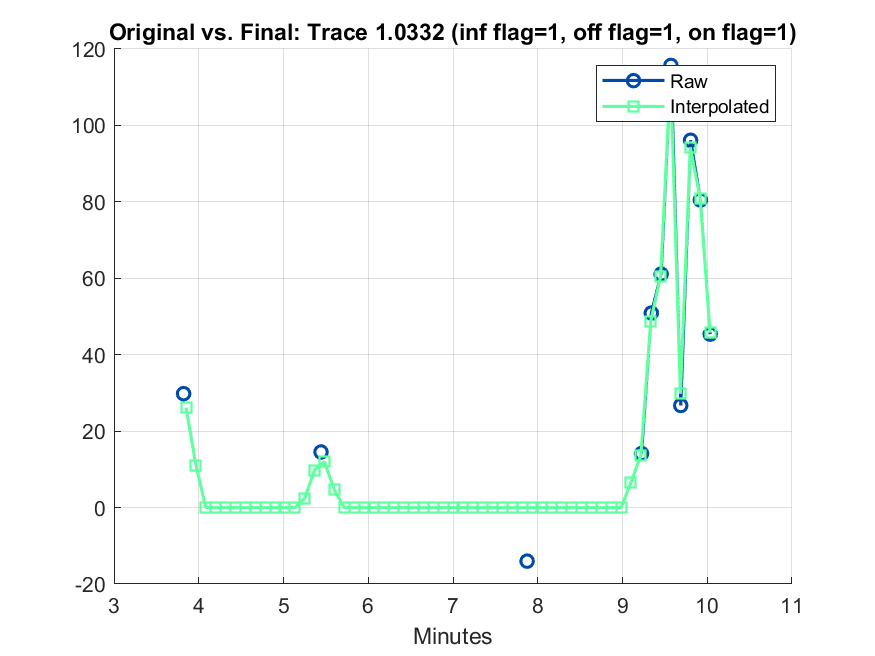 Original vs. Final: Trace 1.0332 (inf flag=1, off flag=1, on flag=1)
120
100
80
60
40
20
0
-20
Raw
Interpolated
3 4 5 6 7 8 9 10 11
Minutes